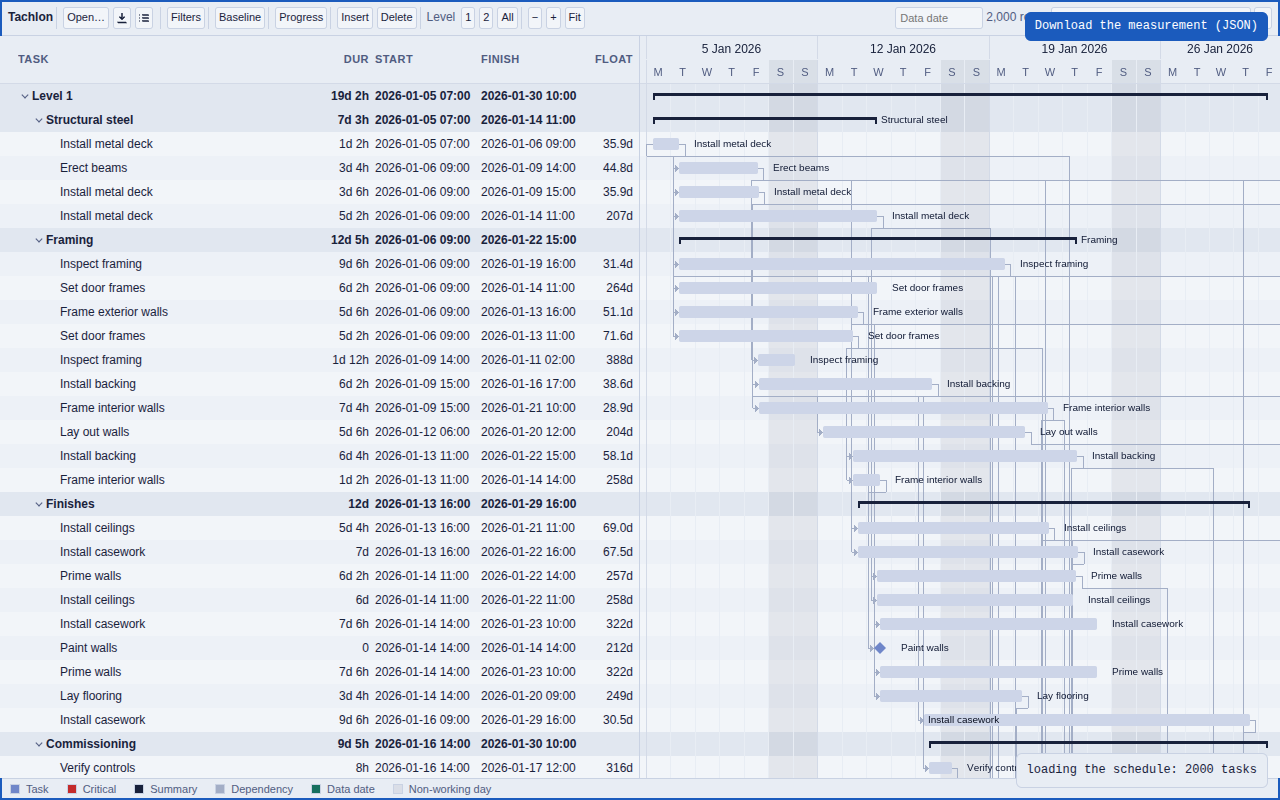 Tachlon Open… Filters Baseline Progress Insert Delete Level 1 2 All − + Fit Data date 2,000 Download the measurement (JSON)
TASK DUR START FINISH FLOAT 5 Jan 2026 12 Jan 2026 19 Jan 2026 26 Jan 2026
M T W T F S S M T W T F S S M T W T F S S M T W T F
Level 1 19d 2h 2026-01-05 07:00 2026-01-30 10:00
Structural steel 7d 3h 2026-01-05 07:00 2026-01-14 11:00 Structural steel
Install metal deck 1d 2h 2026-01-05 07:00 2026-01-06 09:00 35.9d Install metal deck
Erect beams 3d 4h 2026-01-06 09:00 2026-01-09 14:00 44.8d Erect beams
Install metal deck 3d 6h 2026-01-06 09:00 2026-01-09 15:00 35.9d Install metal deck
Install metal deck 5d 2h 2026-01-06 09:00 2026-01-14 11:00 207d Install metal deck
Framing 12d 5h 2026-01-06 09:00 2026-01-22 15:00 Framing
Inspect framing 9d 6h 2026-01-06 09:00 2026-01-19 16:00 31.4d Inspect framing
Set door frames 6d 2h 2026-01-06 09:00 2026-01-14 11:00 264d Set door frames
Frame exterior walls 5d 6h 2026-01-06 09:00 2026-01-13 16:00 51.1d Frame exterior walls
Set door frames 5d 2h 2026-01-06 09:00 2026-01-13 11:00 71.6d Set door frames
Inspect framing 1d 12h 2026-01-09 14:00 2026-01-11 02:00 388d Inspect framing
Install backing 6d 2h 2026-01-09 15:00 2026-01-16 17:00 38.6d Install backing
Frame interior walls 7d 4h 2026-01-09 15:00 2026-01-21 10:00 28.9d Frame interior walls
Lay out walls 5d 6h 2026-01-12 06:00 2026-01-20 12:00 204d Lay out walls
Install backing 6d 4h 2026-01-13 11:00 2026-01-22 15:00 58.1d Install backing
Frame interior walls 1d 2h 2026-01-13 11:00 2026-01-14 14:00 258d Frame interior walls
Finishes 12d 2026-01-13 16:00 2026-01-29 16:00
Install ceilings 5d 4h 2026-01-13 16:00 2026-01-21 11:00 69.0d Install ceilings
Install casework 7d 2026-01-13 16:00 2026-01-22 16:00 67.5d Install casework
Prime walls 6d 2h 2026-01-14 11:00 2026-01-22 14:00 257d Prime walls
Install ceilings 6d 2026-01-14 11:00 2026-01-22 11:00 258d Install ceilings
Install casework 7d 6h 2026-01-14 14:00 2026-01-23 10:00 322d Install casework
Paint walls 0 2026-01-14 14:00 2026-01-14 14:00 212d Paint walls
Prime walls 7d 6h 2026-01-14 14:00 2026-01-23 10:00 322d Prime walls
Lay flooring 3d 4h 2026-01-14 14:00 2026-01-20 09:00 249d Lay flooring
Install casework 9d 6h 2026-01-16 09:00 2026-01-29 16:00 30.5d Install casework
Commissioning 9d 5h 2026-01-16 14:00 2026-01-30 10:00
Verify controls 8h 2026-01-16 14:00 2026-01-17 12:00 316d Verify
loading the schedule: 2000 tasks
Task Critical Summary Dependency Data date Non-working day